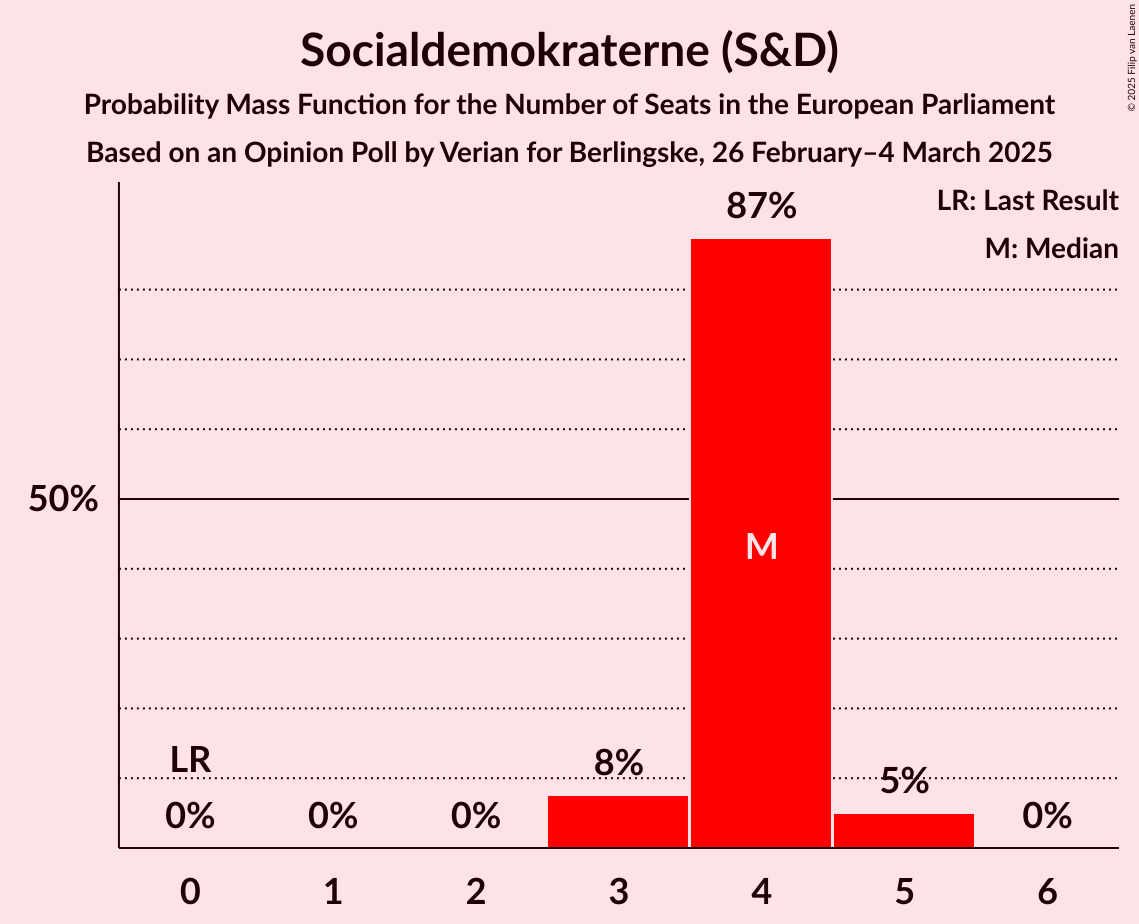 Socialdemokraterne (S&D)
Probability Mass Function for the Number of Seats in the European Parliament
Based on an Opinion Poll by Verian for Berlingske, 26 February–4 March 2025
© 2025 Filip van Laenen
LR: Last Result
M: Median
87%
50%
M
LR
0%
0%
0%
8%
5%
0%
0
1
2
3
4
5
6